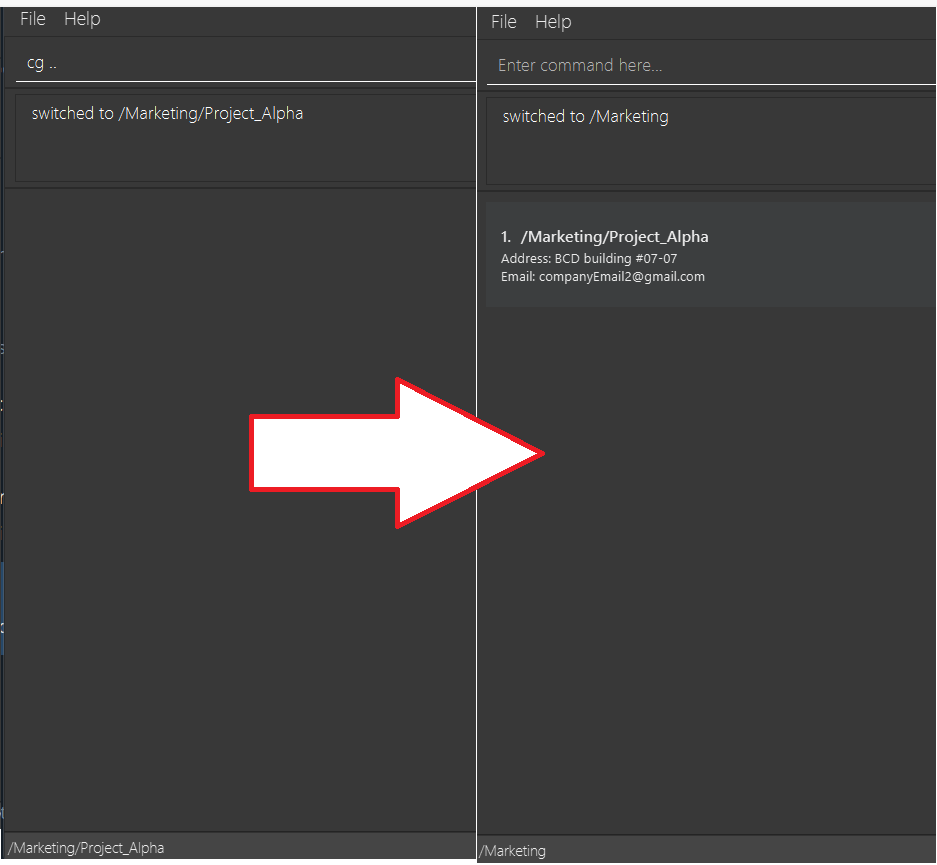 File Help
cg ..
switched to /Marketing/Project_Alpha
/Marketing/Project_Alpha
File Help
Enter command here...
switched to /Marketing
1. /Marketing/Project_Alpha
Address: BCD building #07-07
Email: companyEmail2@gmail.com
/Marketing